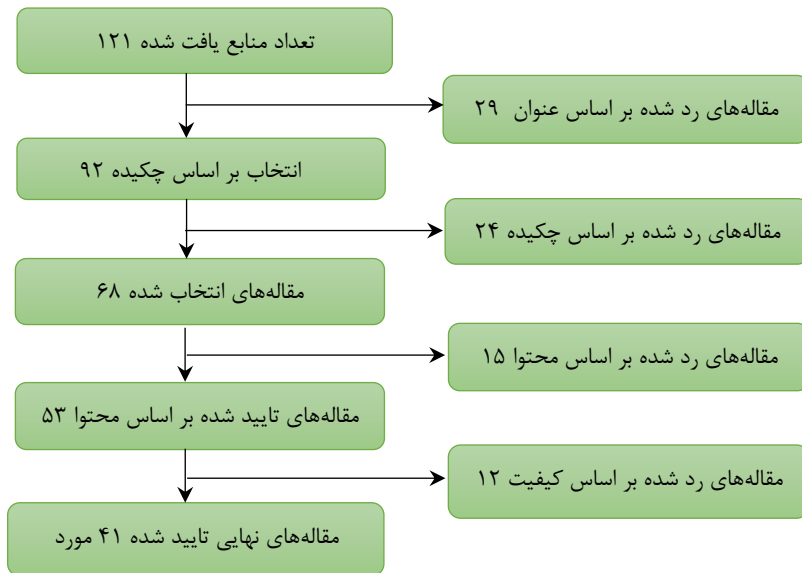 تعداد منابع یافت شده ۱۲۱
مقاله‌های رد شده بر اساس عنوان ۲۹
انتخاب بر اساس چکیده ۹۲
مقاله‌های رد شده بر اساس چکیده ۲۴
مقاله‌های انتخاب شده ۶۸
مقاله‌های رد شده بر اساس محتوا ۱۵
مقاله‌های تایید شده بر اساس محتوا ۵۳
مقاله‌های رد شده بر اساس کیفیت ۱۲
مقاله‌های نهایی تایید شده ۴۱ مورد